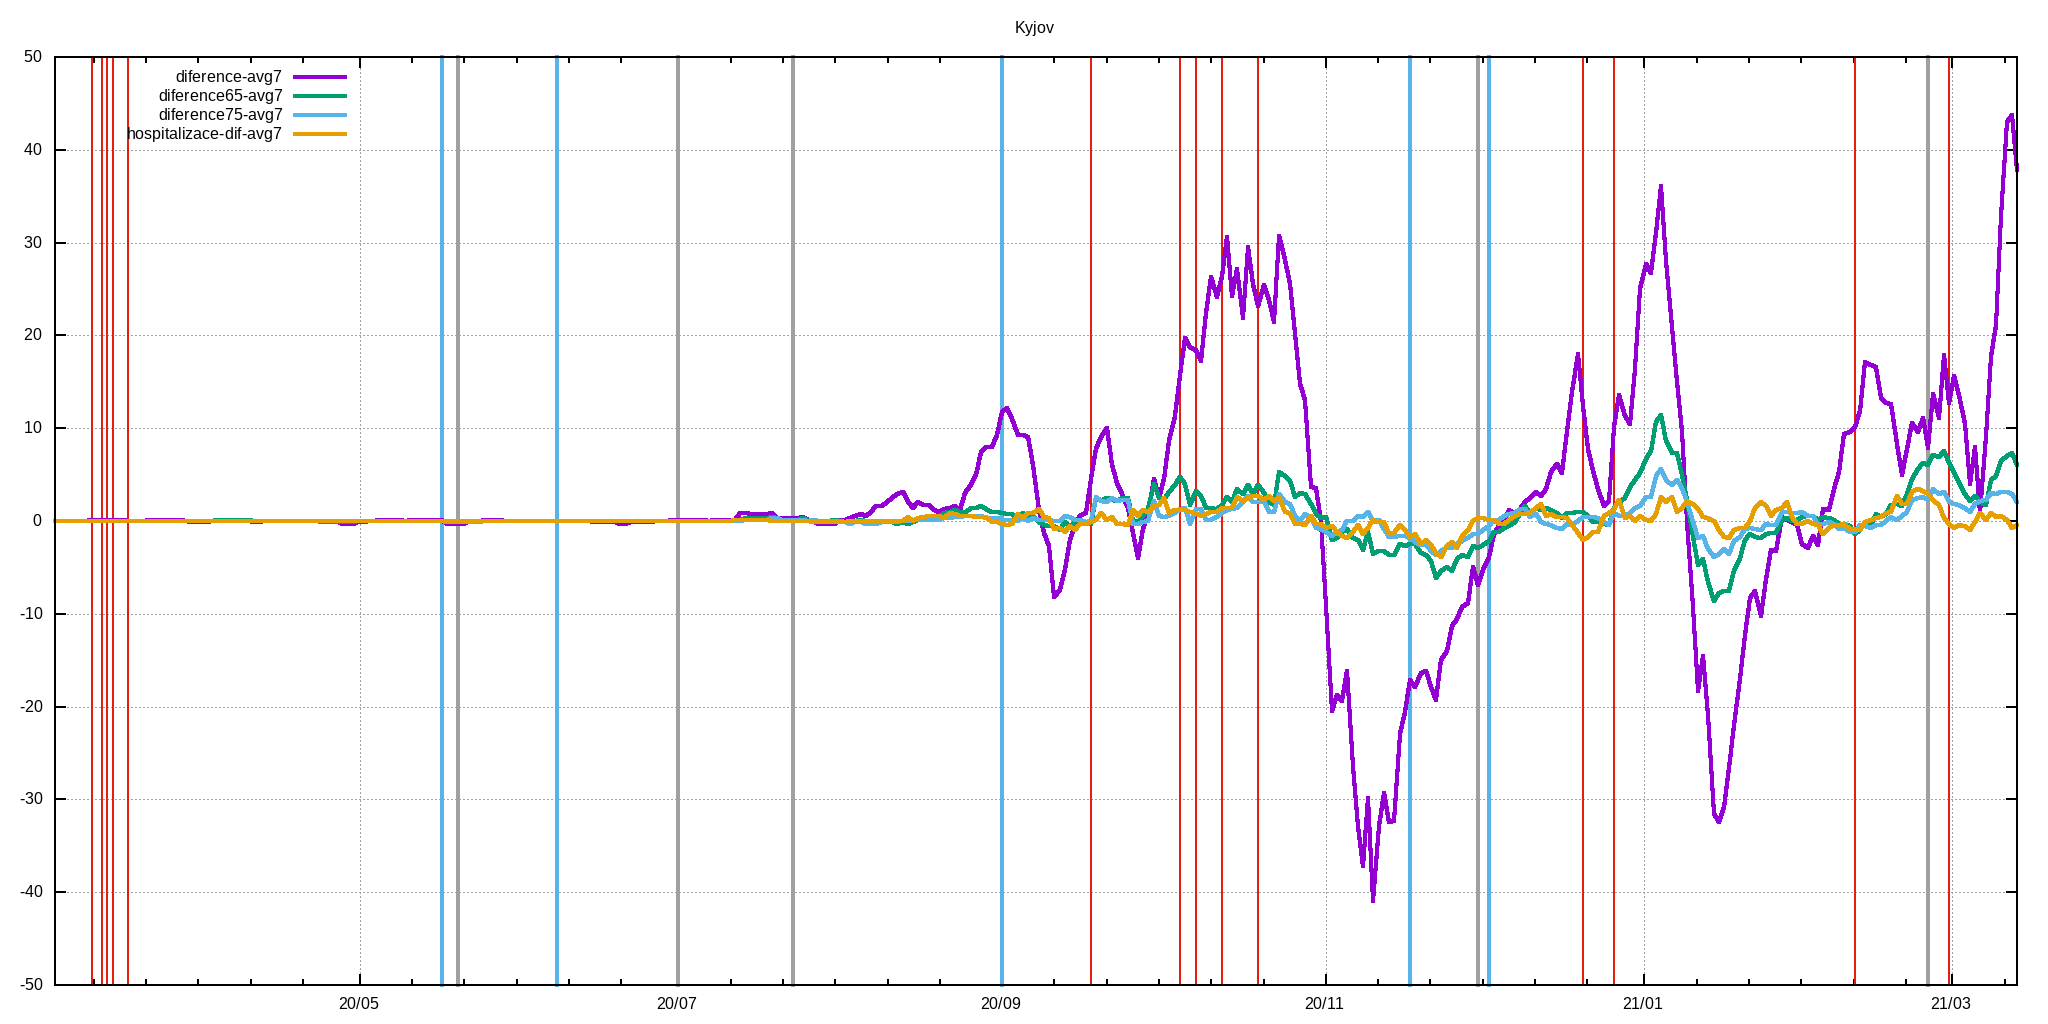 Kyjov
diference-avg7
diference65-avg7
diference75-avg7
hospitalizace-dif-avg7
50
40
30
20
10
0
-10
-20
-30
-40
-50
20/05 20/07 20/09 20/11 21/01 21/03